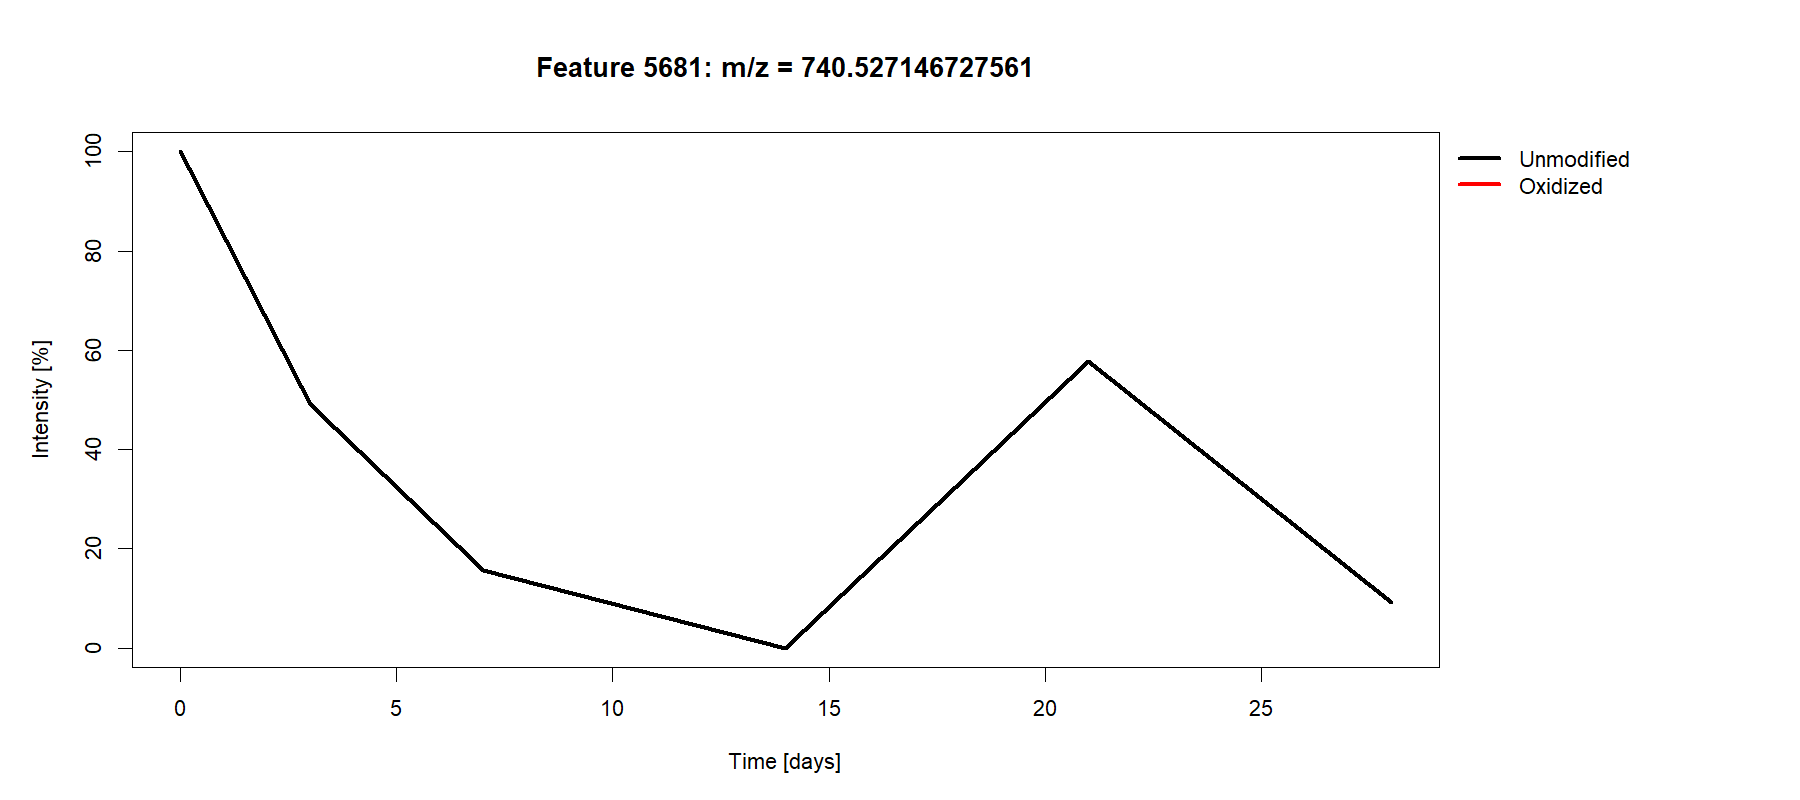 Feature 5681: m/z = 740.527146727561
Unmodified
Oxidized
Intensity [%]
100
80
60
40
20
0
0 5 10 15 20 25
Time [days]